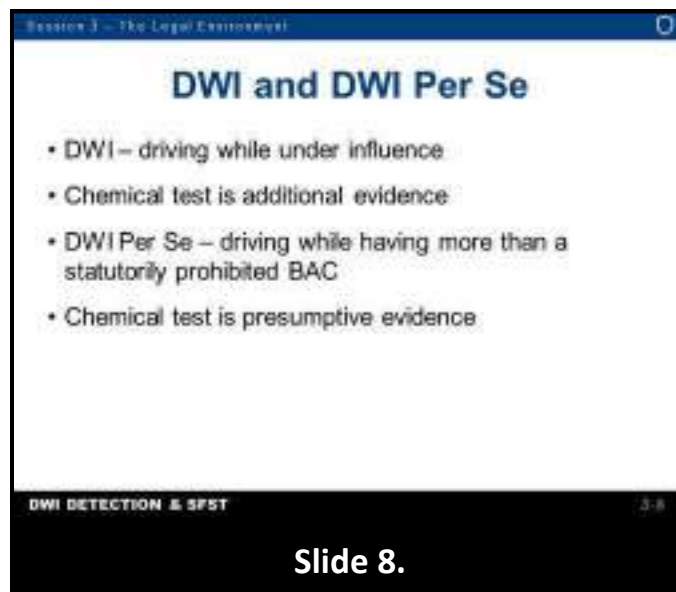 Session 3 – The Legal Environment
DWI and DWI Per Se
• DWI – driving while under influence
• Chemical test is additional evidence
• DWI Per Se – driving while having more than a
statutorily prohibited BAC
• Chemical test is presumptive evidence
DWI DETECTION & SFST
3-8
Slide 8.